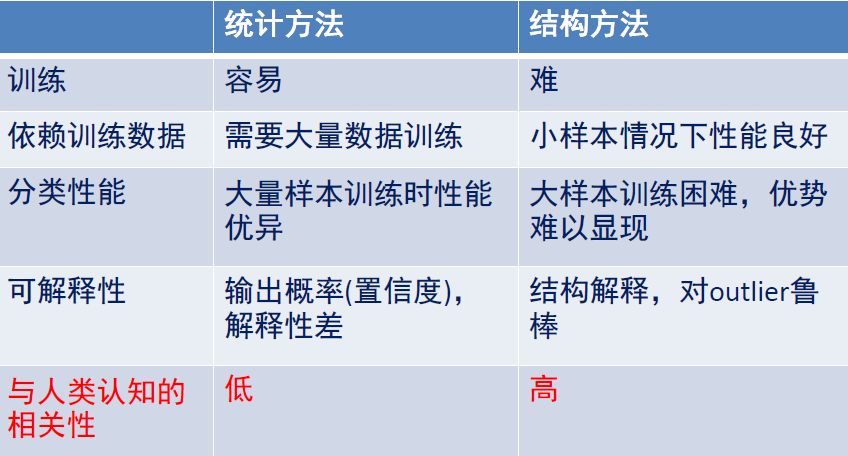 统计方法 结构方法
训练 容易 难
依赖训练数据 需要大量数据训练 小样本情况下性能良好
分类性能 大量样本训练时性能 大样本训练困难，优势
优异 难以显现
可解释性 输出概率(置信度)， 结构解释，对outlier鲁
解释性差 棒
与人类认知的 低 高
相关性